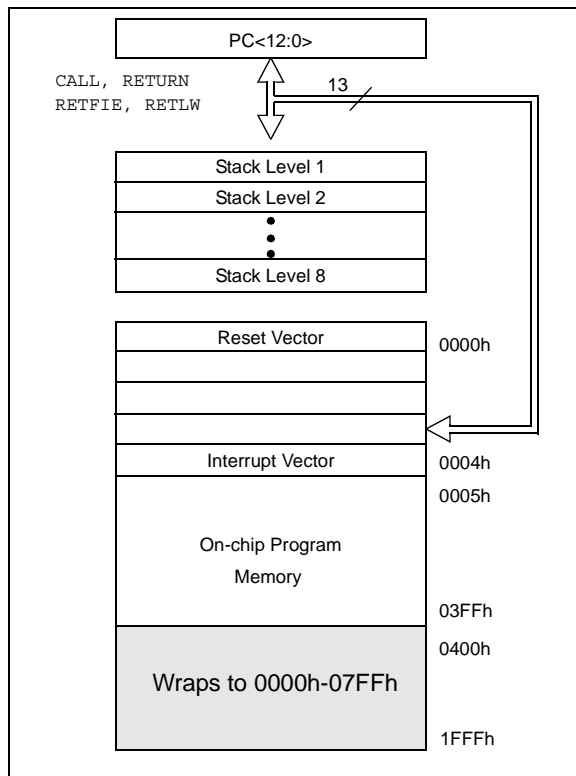 PC<12:0>
CALL, RETURN
RETFIE, RETLW
13
Stack Level 1
Stack Level 2
Stack Level 8
Reset Vector
0000h
Interrupt Vector
0004h
0005h
On-chip Program
Memory
03FFh
0400h
Wraps to 0000h-07FFh
1FFFh